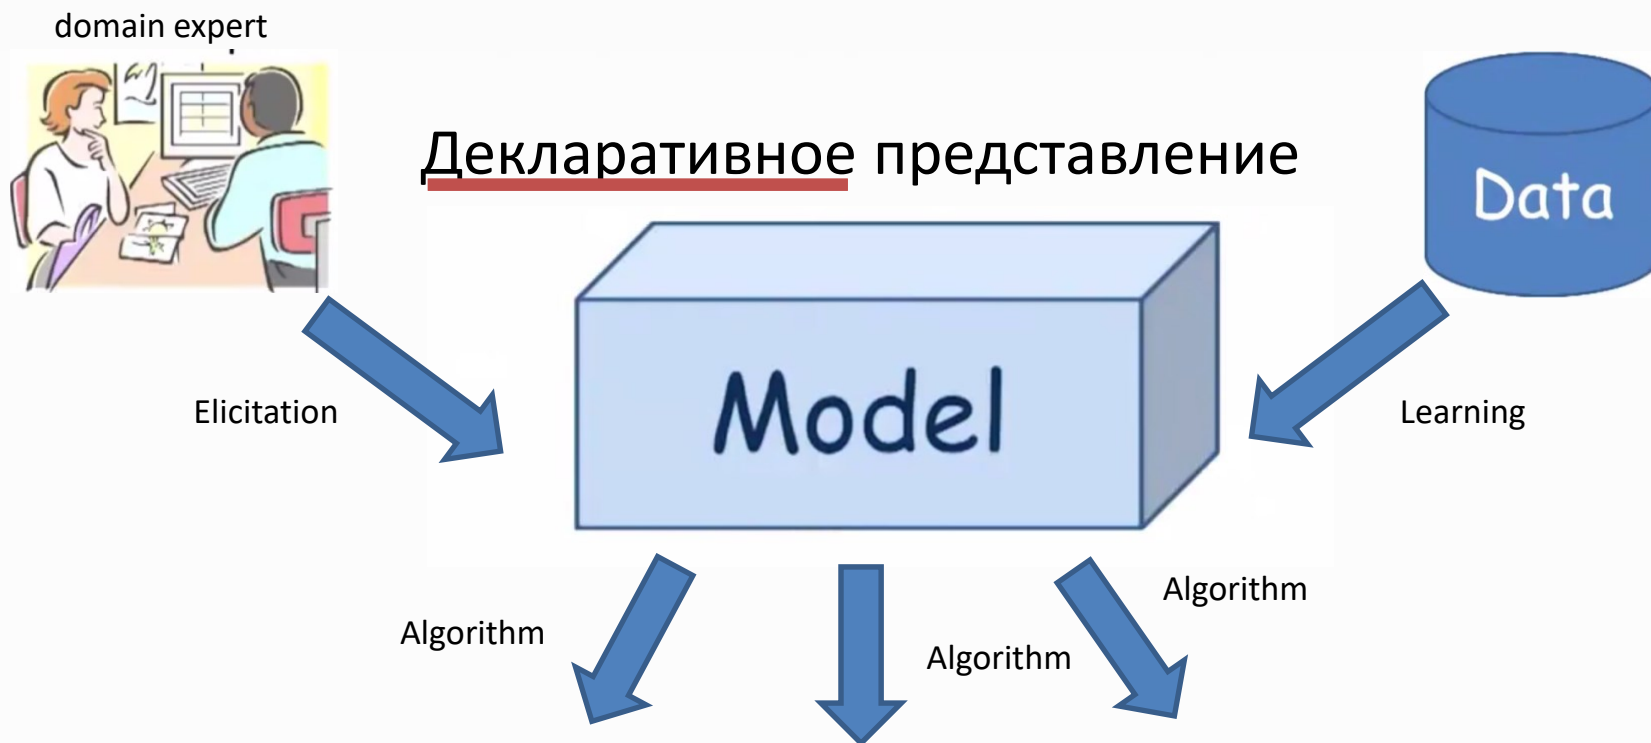 domain expert
Декларативное представление
Data
Model
Elicitation
Learning
Algorithm
Algorithm
Algorithm